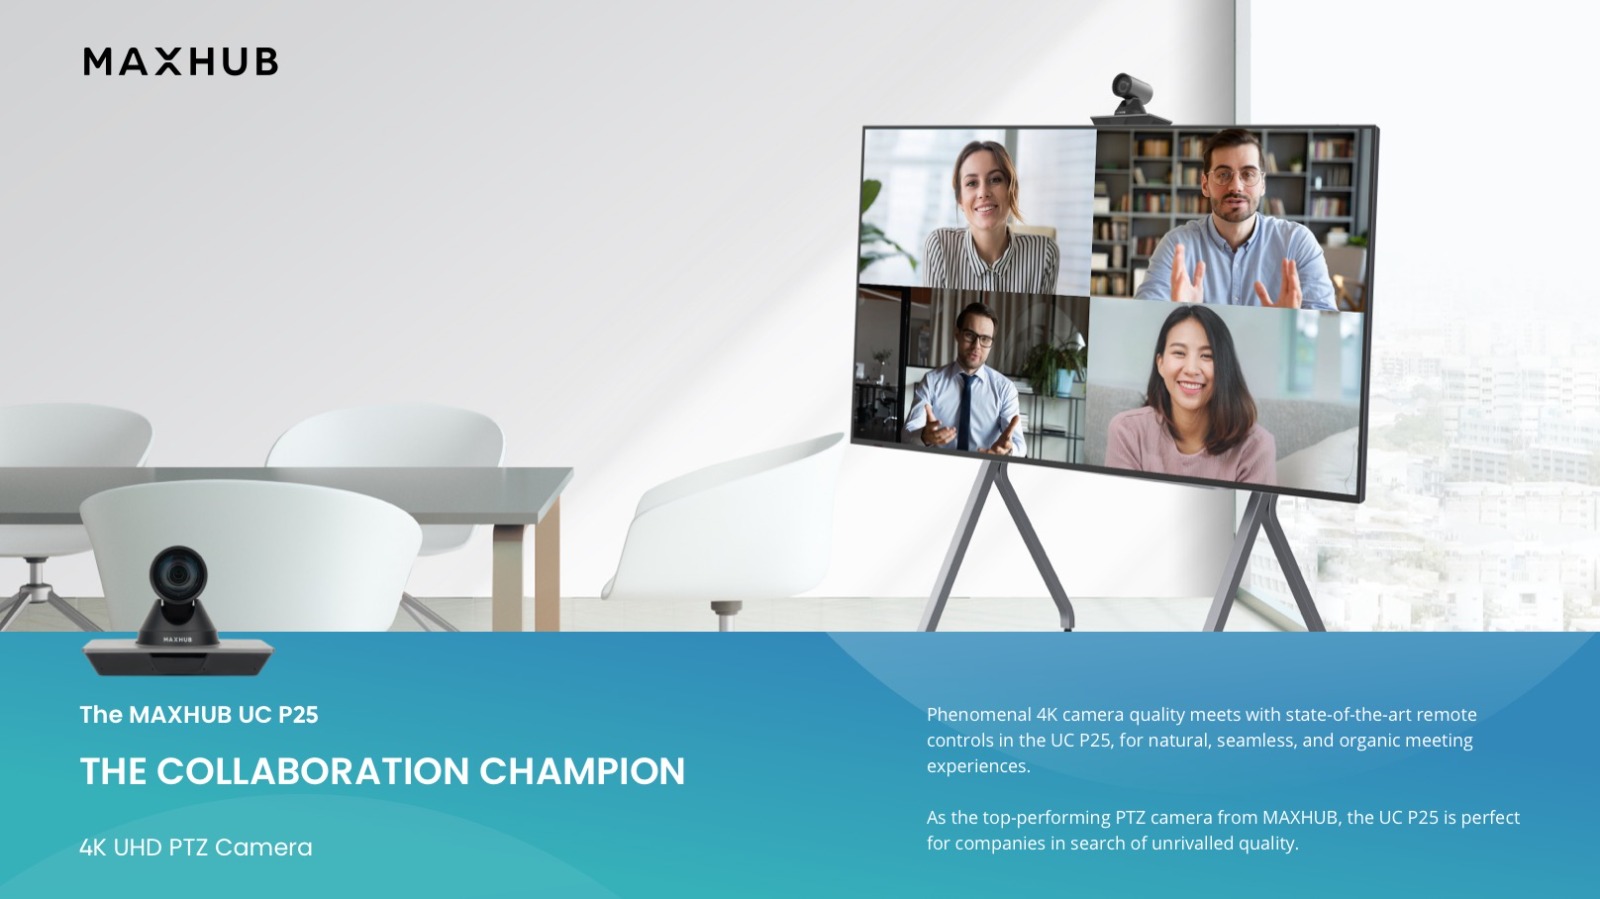 MAXHUB
MAXHUB
The MAXHUB UC P25
THE COLLABORATION CHAMPION
4K UHD PTZ Camera
Phenomenal 4K camera quality meets with state-of-the-art remote
controls in the UC P25, for natural, seamless, and organic meeting
experiences.
As the top-performing PTZ camera from MAXHUB, the UC P25 is perfect
for companies in search of unrivalled quality.